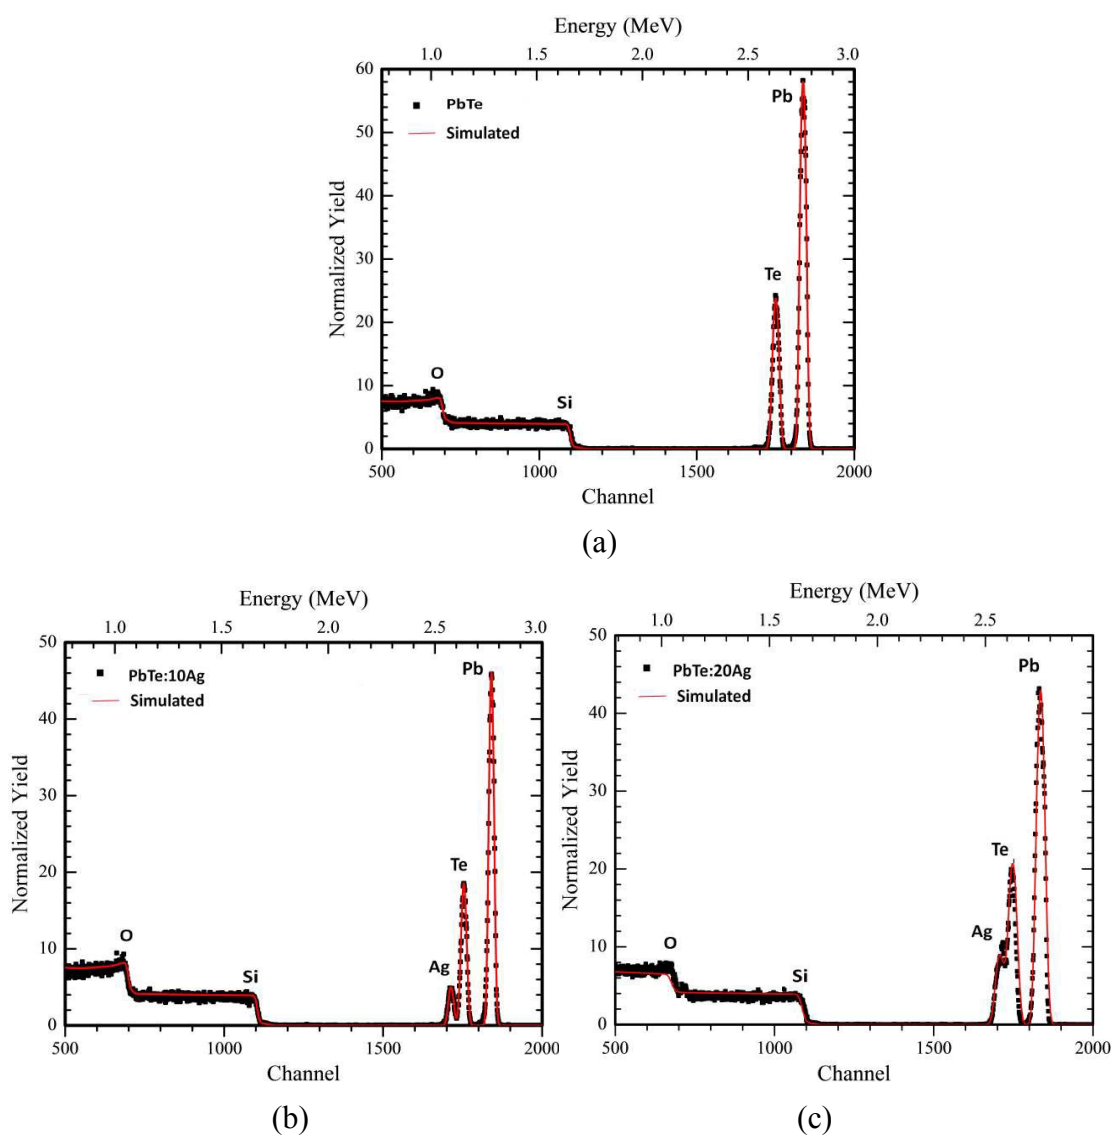 Energy (MeV)
1.0 1.5 2.0 2.5 3.0
60
50
40
30
20
10
0
Normalized Yield
PbTe
Simulated
Pb
Te
O
Si
500 1000 1500 2000
Channel
(a)
Energy (MeV)
1.0 1.5 2.0 2.5 3.0
50
40
30
20
10
0
Normalized Yield
PbTe:10Ag
Simulated
Pb
Te
Ag
O
Si
500 1000 1500 2000
Channel
(b)
Energy (MeV)
1.0 1.5 2.0 2.5
50
40
30
20
10
0
Normalized Yield
PbTe:20Ag
Simulated
Pb
Te
Ag
O
Si
500 1000 1500 2000
Channel
(c)